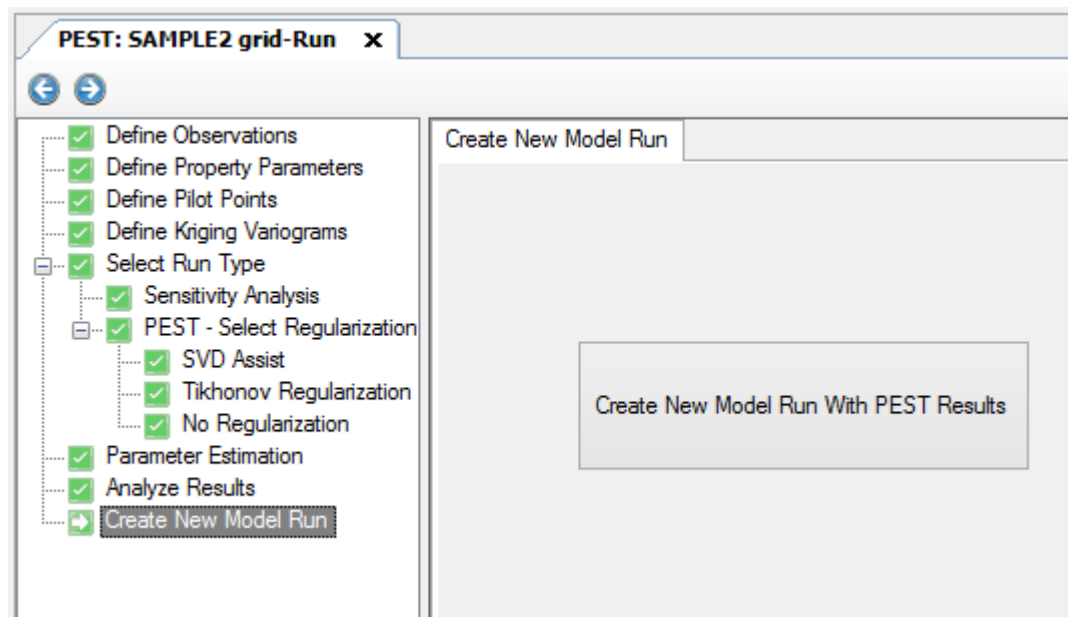 PEST: SAMPLE2 grid-Run X
Define Observations
Define Property Parameters
Define Pilot Points
Define Kriging Variograms
Select Run Type
Sensitivity Analysis
PEST - Select Regularization
SVD Assist
Tikhonov Regularization
No Regularization
Parameter Estimation
Analyze Results
Create New Model Run
Create New Model Run
Create New Model Run With PEST Results